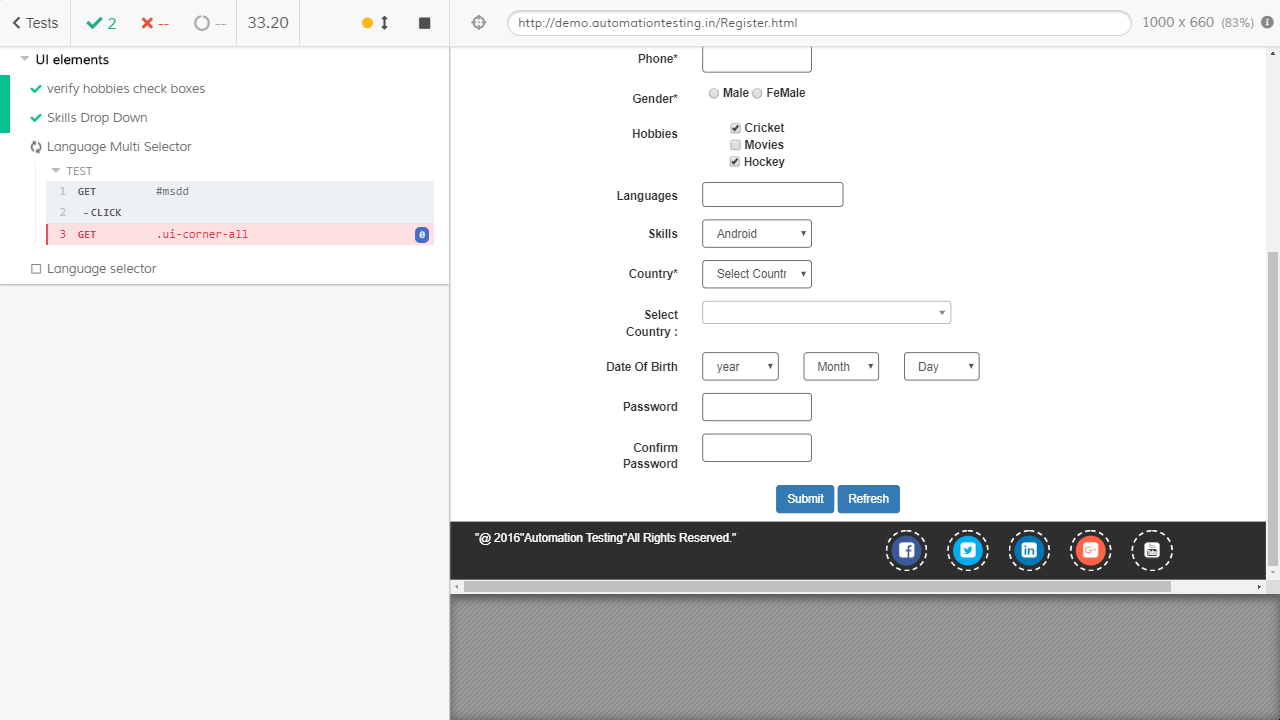 Tests
2
--
--
33.20
http://demo.automationtesting.in/Register.html
1000 x 660 (83%)
UI elements
verify hobbies check boxes
Skills Drop Down
Language Multi Selector
TEST
1 GET #msdd
2 - CLICK
3 GET .ui-corner-all 0
Language selector
Phone*
Gender* Male FeMale
Hobbies Cricket
Movies
Hockey
Languages
Skills Android
Country* Select Countr
Select
Country :
Date Of Birth year Month Day
Password
Confirm
Password
Submit Refresh
"@ 2016"Automation Testing"All Rights Reserved."